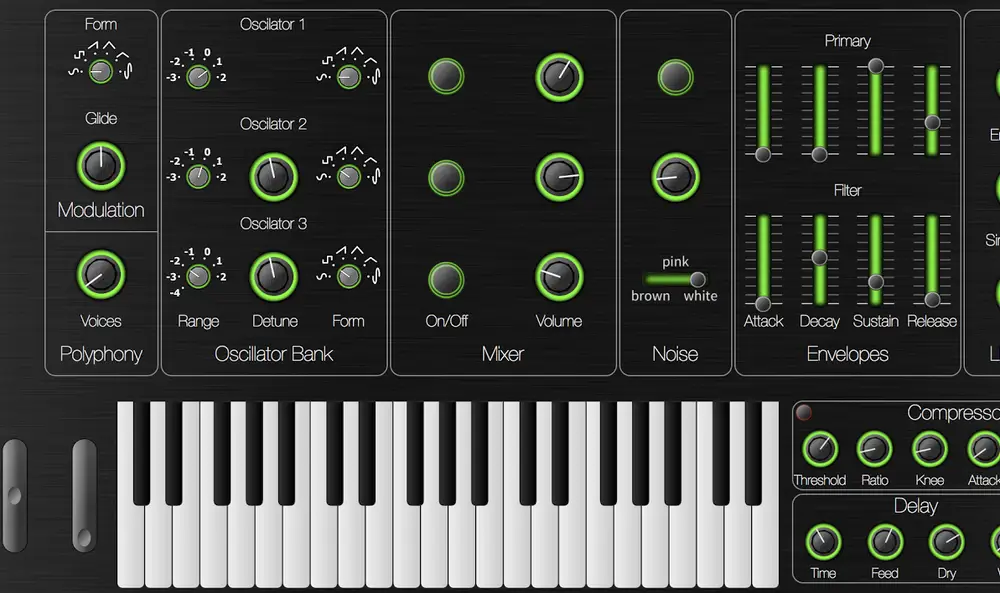 Form
Glide
Modulation
Voices
Polyphony
Oscilator 1
-3 -2 -1 0 .1 .2
Oscilator 2
-3 -2 -1 0 .1 .2
Oscilator 3
-4 -3 -2 -1 0 .1 .2
Range Detune Form
Oscillator Bank
On/Off Volume
Mixer
pink
brown white
Noise
Primary
Filter
Attack Decay Sustain Release
Envelopes
Compresso
Threshold Ratio Knee Attack
Delay
Time Feed Dry